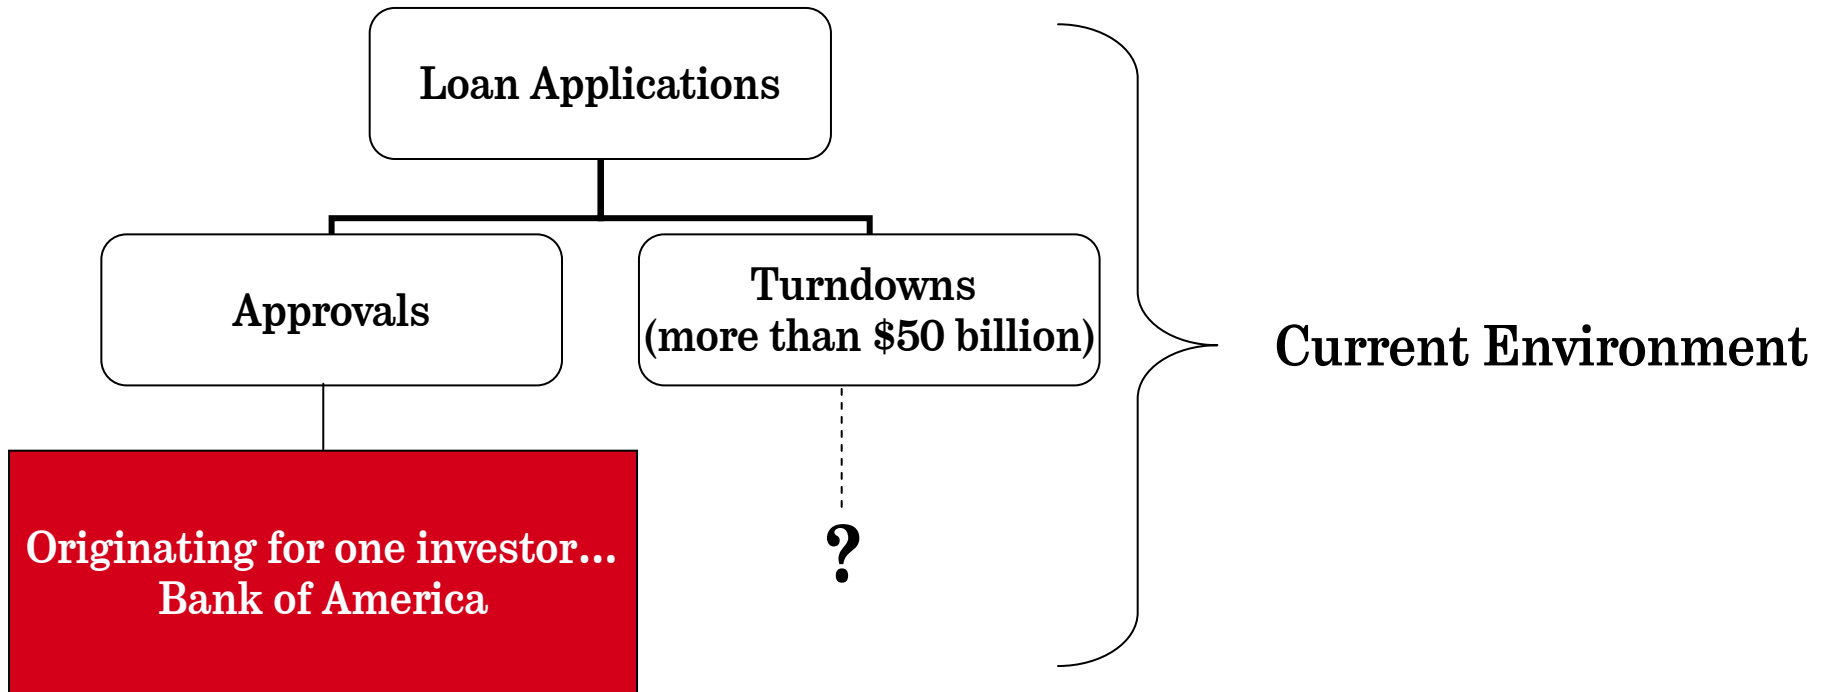 Loan Applications
Approvals
Turndowns
(more than $50 billion)
Current Environment
Originating for one investor...
Bank of America
?